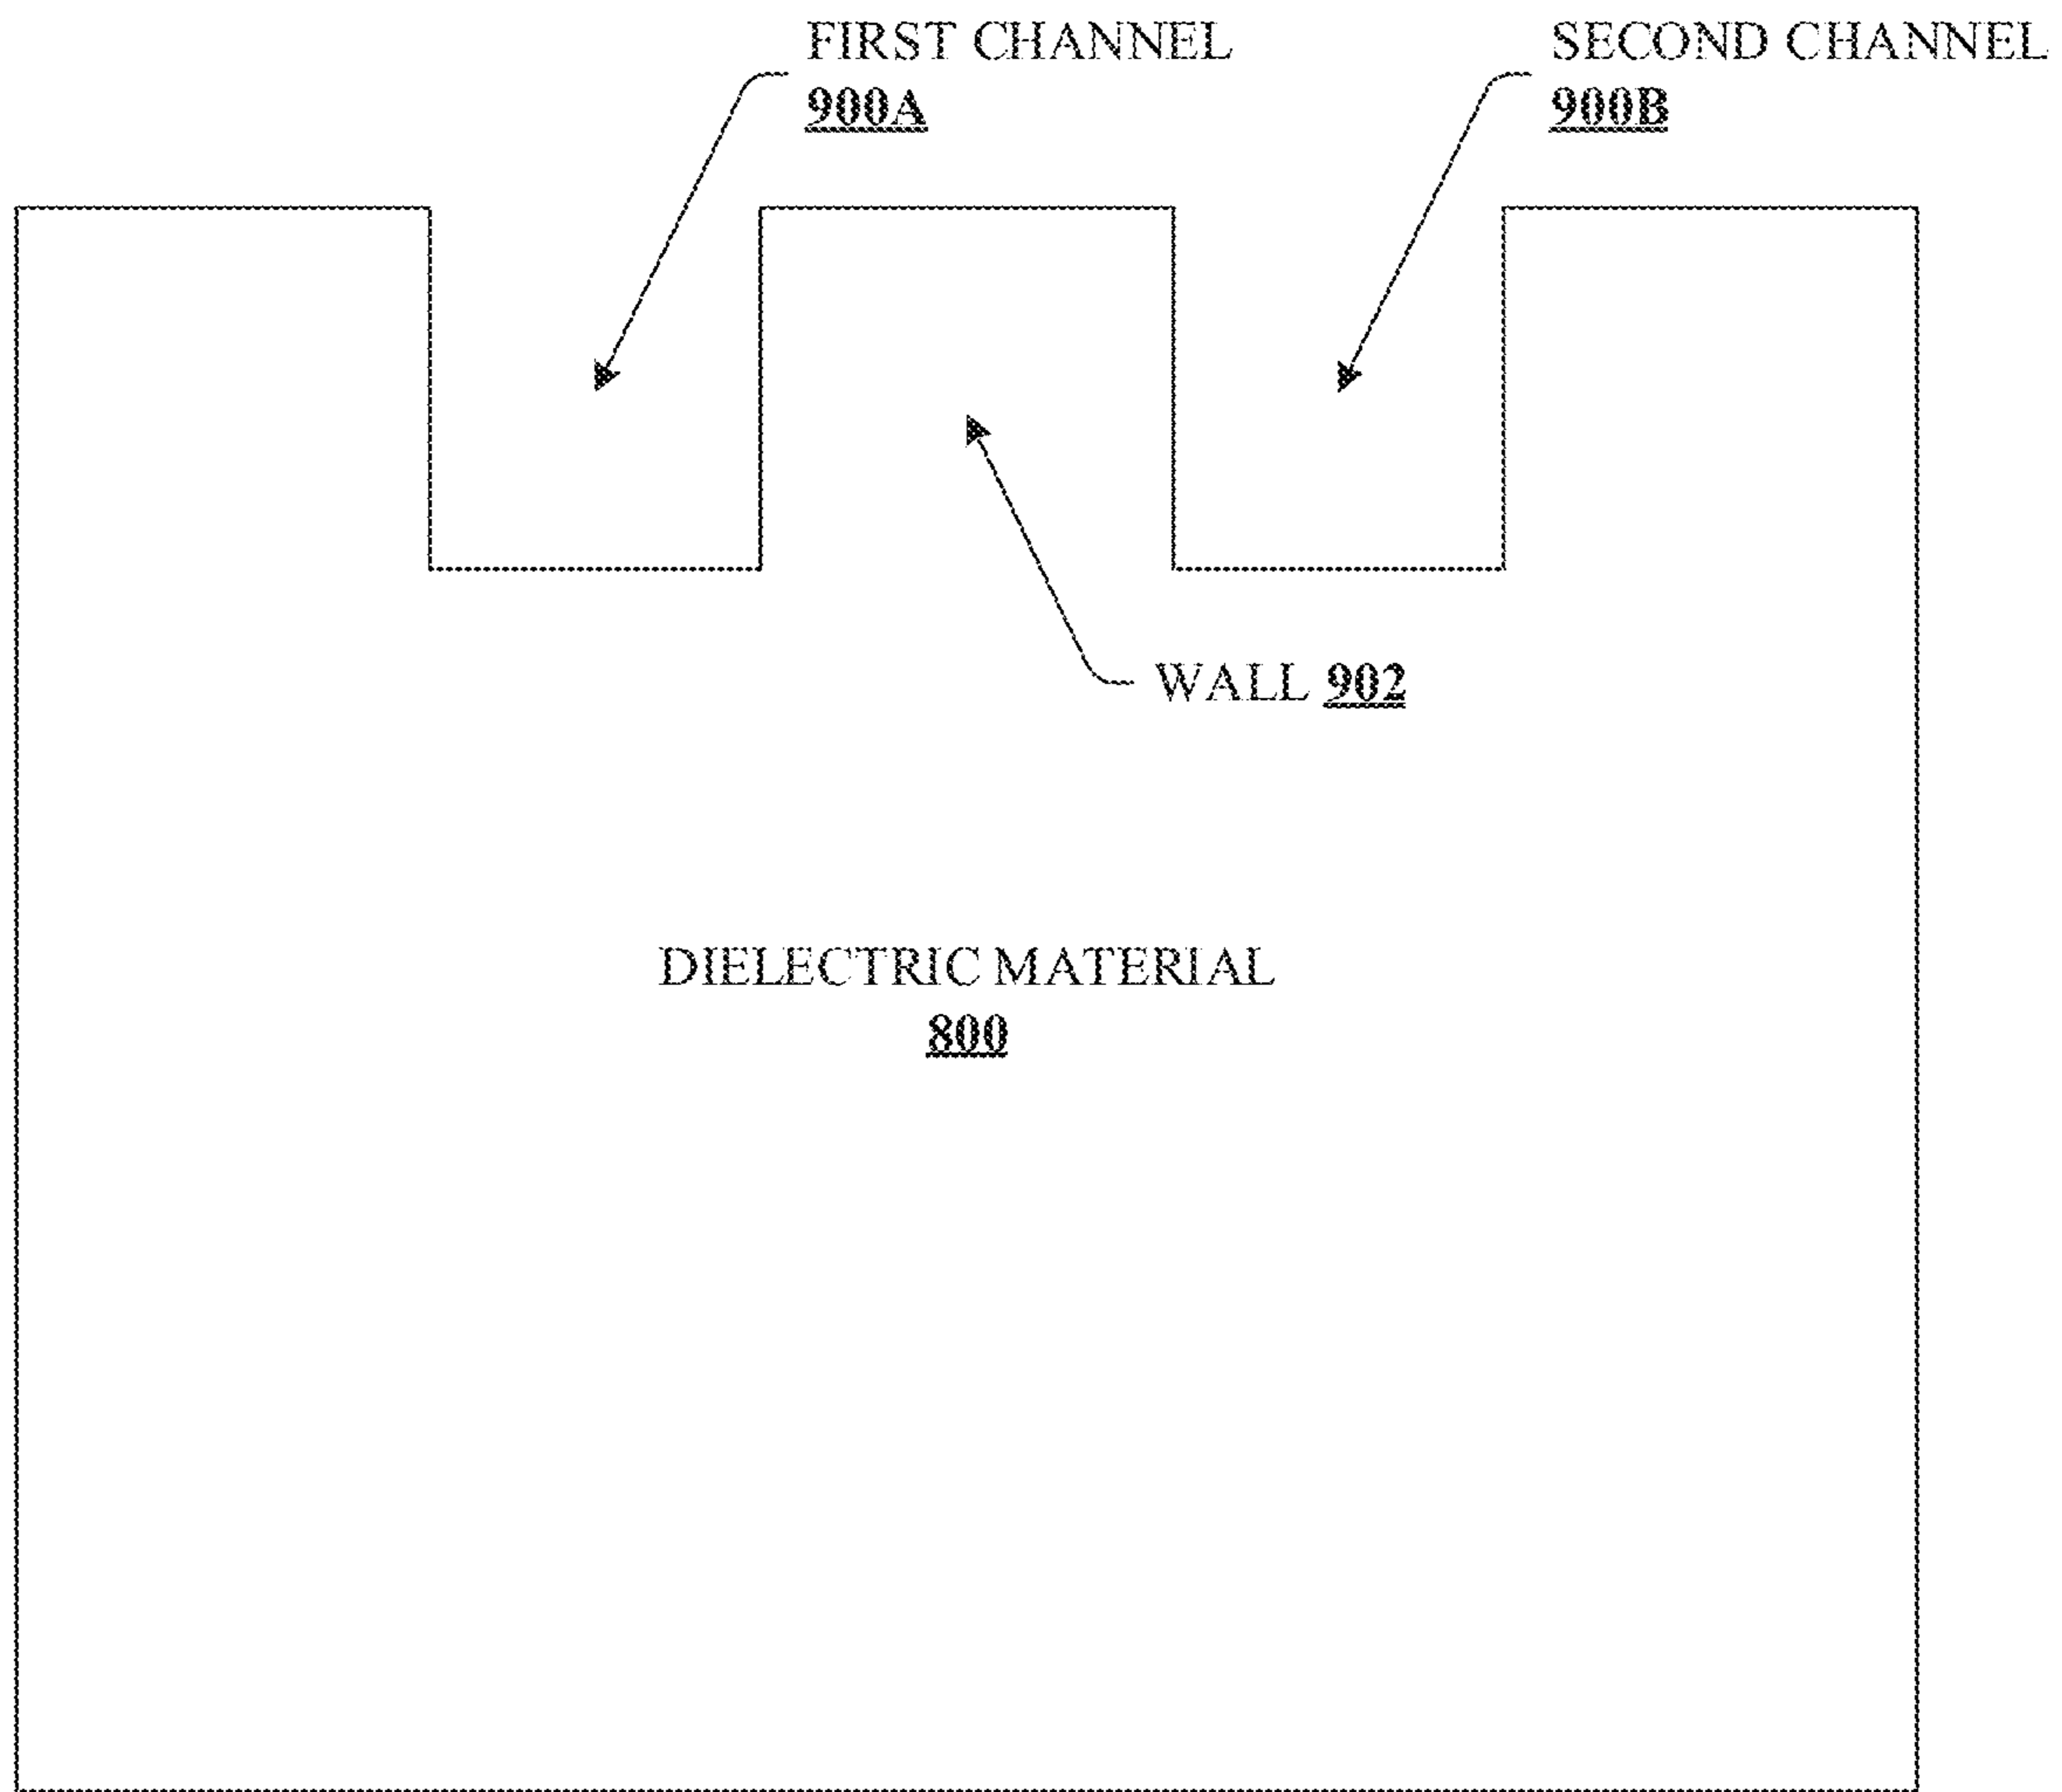 FIRST CHANNEL
900A
SECOND CHANNEL
900B
WALL 902
DIELECTRIC MATERIAL
800